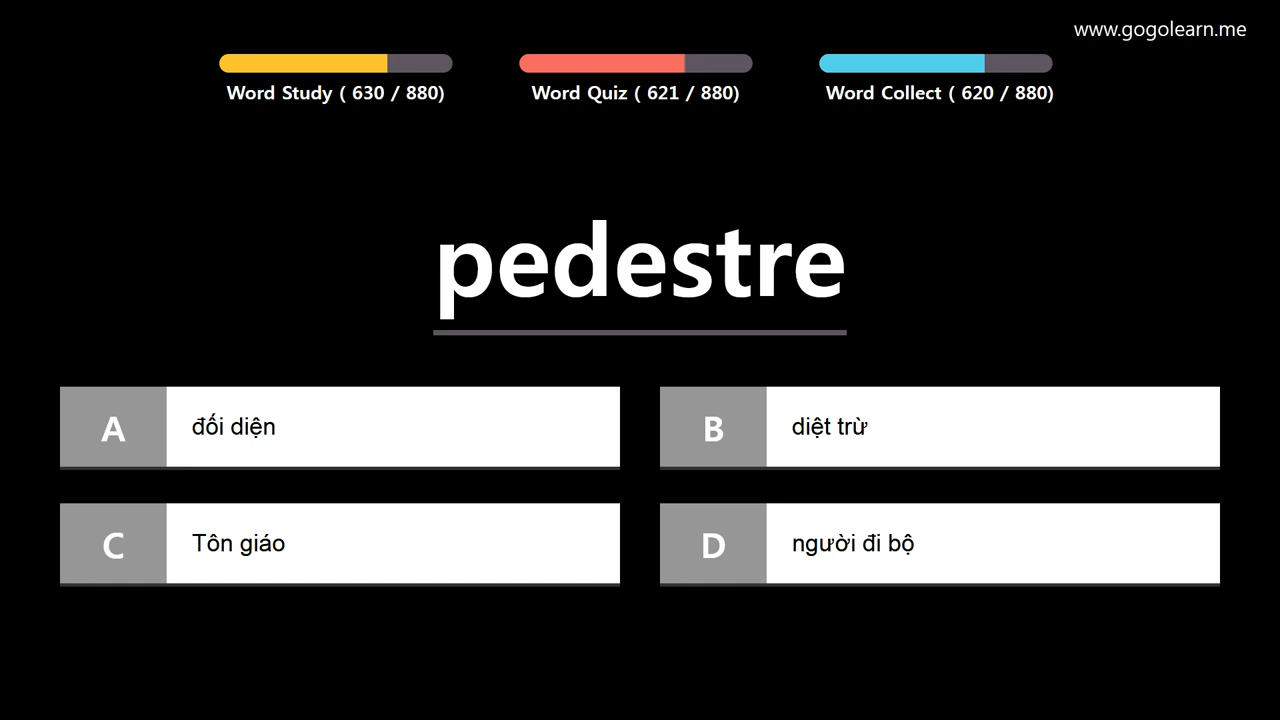 www.gogolearn.me
Word Study ( 630 / 880)
Word Quiz ( 621 / 880)
Word Collect ( 620 / 880)
pedestre
A
đối diện
B
diệt trừ
C
Tôn giáo
D
người đi bộ